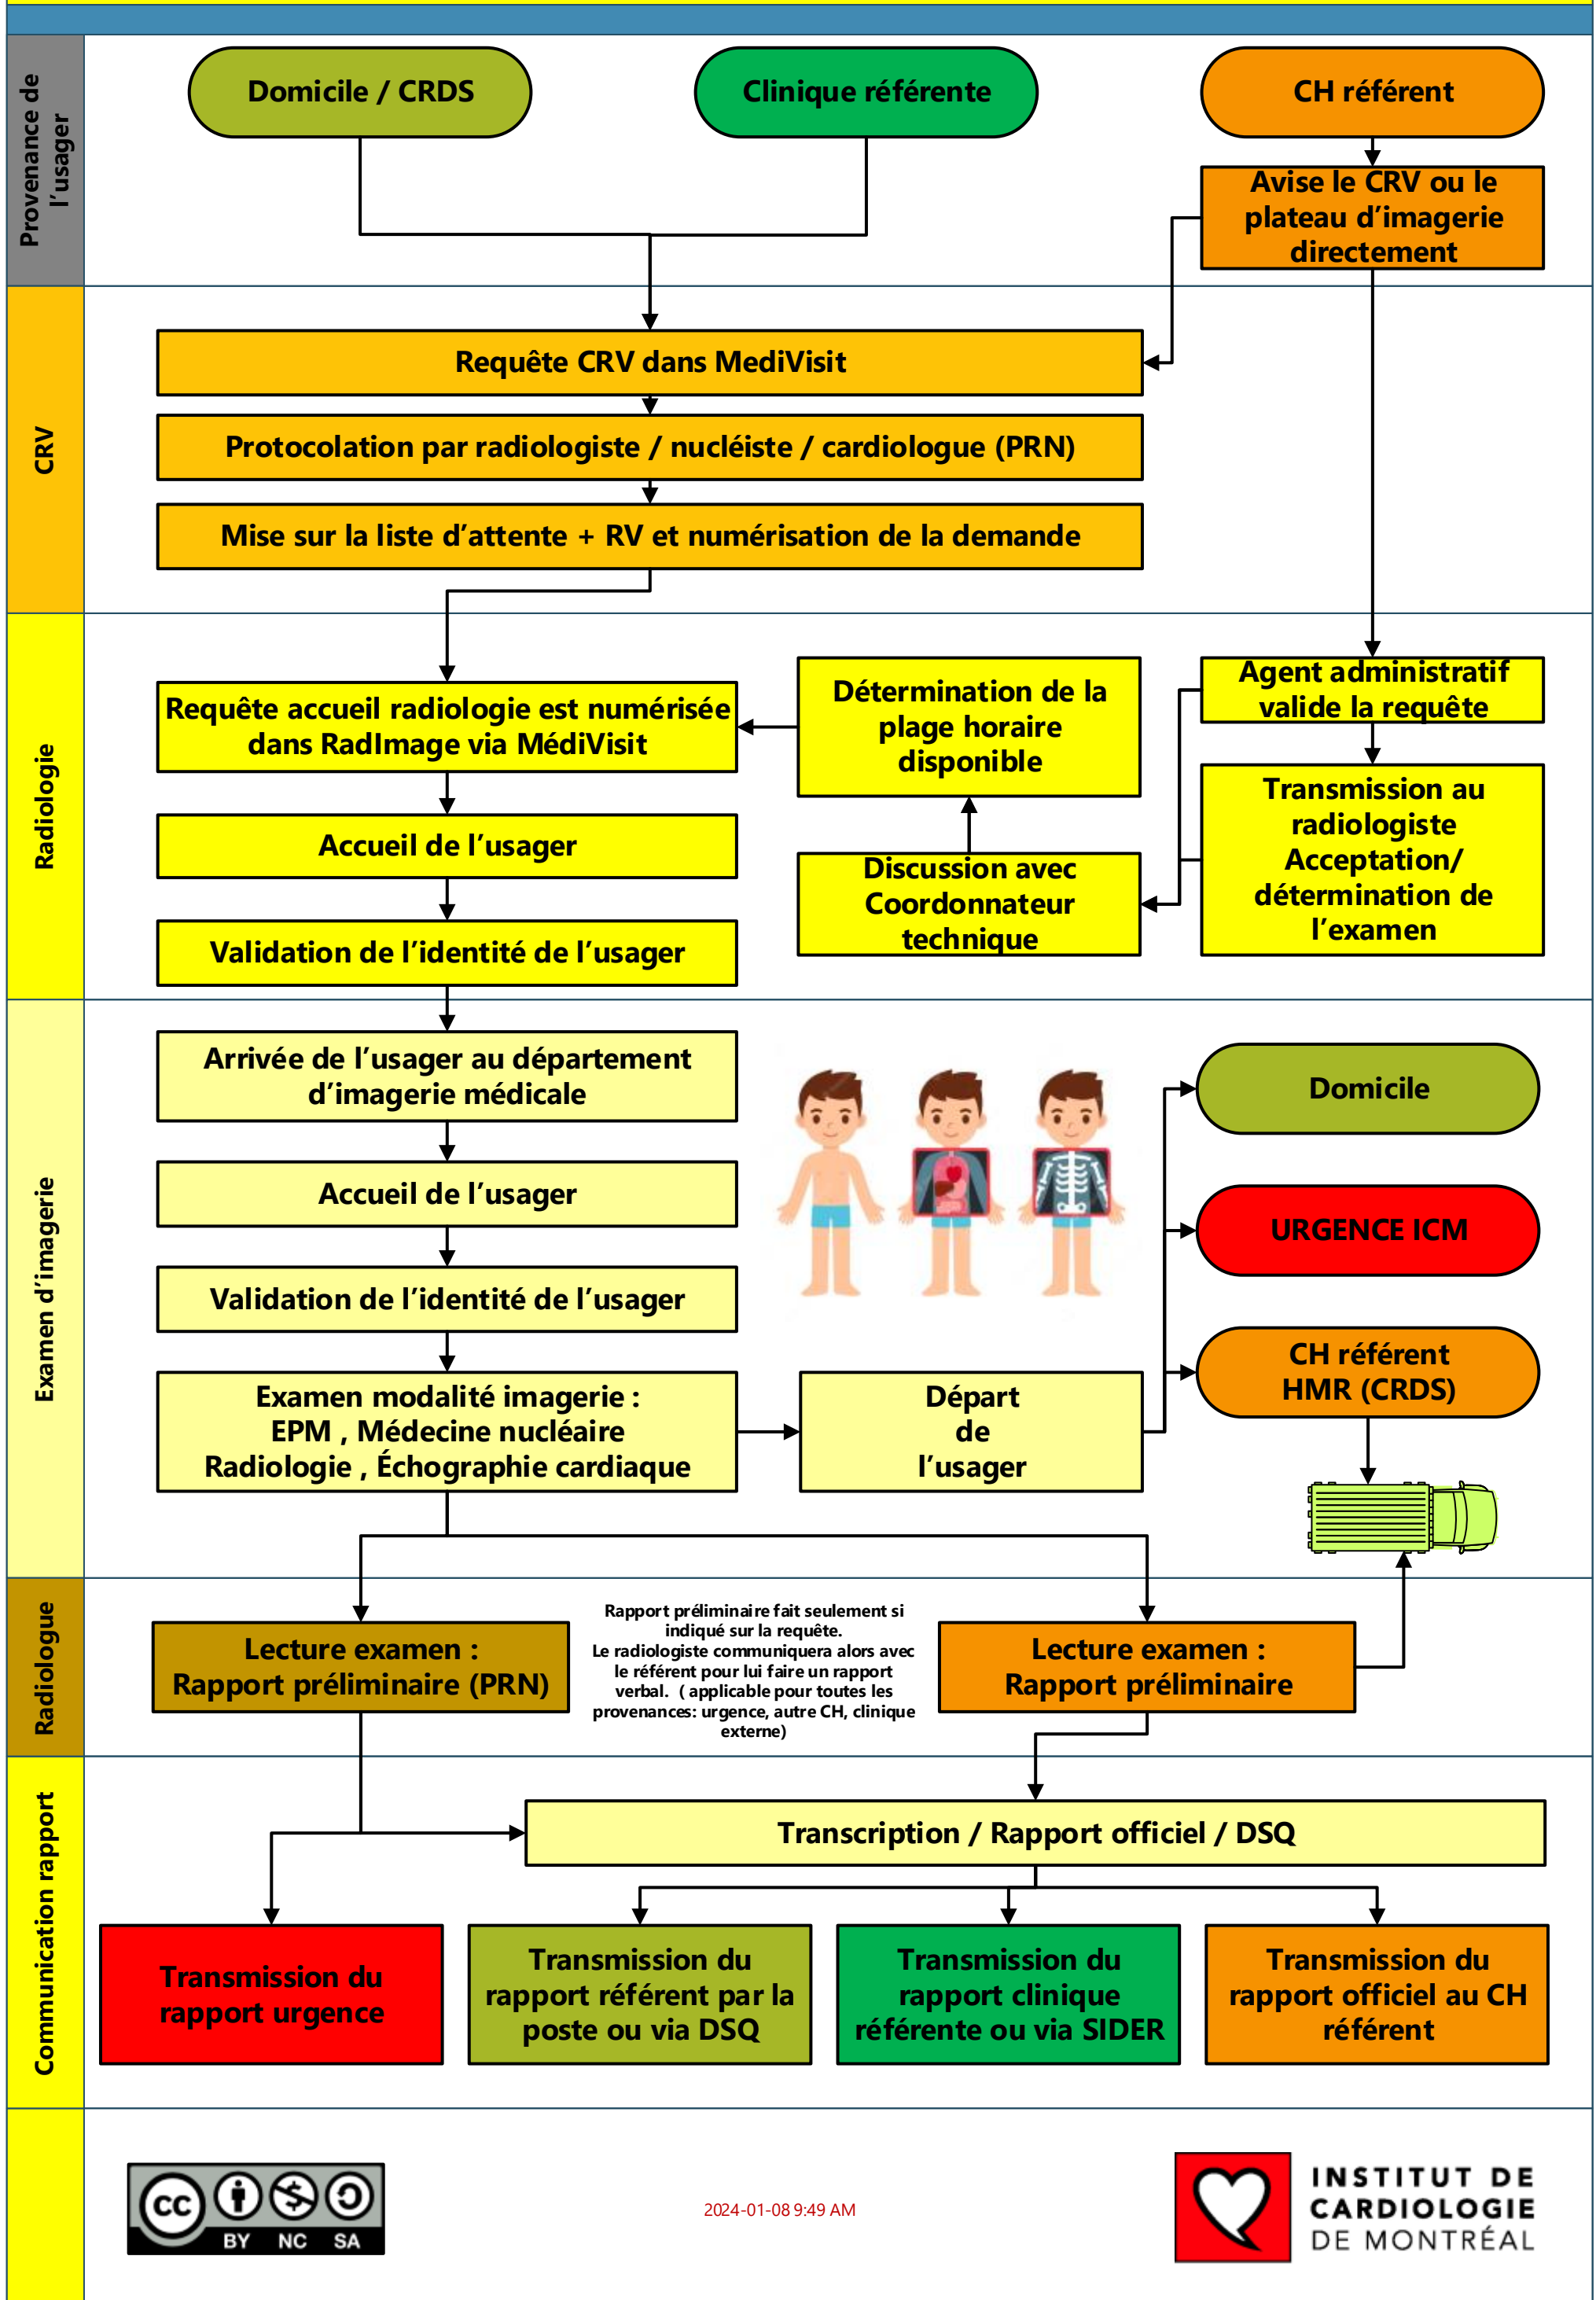 Provenance de
l'usager
Domicile / CRDS
Clinique référente
CH référent
Avise le CRV ou le
plateau d'imagerie
directement
CRV
Requête CRV dans MediVisit
Protocolation par radiologiste / nucléiste / cardiologue (PRN)
Mise sur la liste d'attente + RV et numérisation de la demande
Radiologie
Requête accueil radiologie est numérisée
dans RadImage via MédiVisit
Détermination de la
plage horaire
disponible
Agent administratif
valide la requête
Accueil de l'usager
Discussion avec
Coordonnateur
technique
Transmission au
radiologiste
Acceptation/
détermination de
l'examen
Validation de l'identité de l'usager
Examen d'imagerie
Arrivée de l'usager au département
d'imagerie médicale
Accueil de l'usager
Validation de l'identité de l'usager
Examen modalité imagerie :
EPM , Médecine nucléaire
Radiologie , Échographie cardiaque
Départ
de
l'usager
Domicile
URGENCE ICM
CH référent
HMR (CRDS)
Radiologue
Lecture examen :
Rapport préliminaire (PRN)
Rapport préliminaire fait seulement si
indiqué sur la requête.
Le radiologiste communiquera alors avec
le référent pour lui faire un rapport
verbal.  ( applicable pour toutes les
provenances: urgence, autre CH, clinique
externe)
Lecture examen :
Rapport préliminaire
Communication rapport
Transcription / Rapport officiel / DSQ
Transmission du
rapport urgence
Transmission du
rapport référent par la
poste ou via DSQ
Transmission du
rapport clinique
référente ou via SIDER
Transmission du
rapport officiel au CH
référent
cc
BY NC SA
2024-01-08 9:49 AM
INSTITUT DE
CARDIOLOGIE
DE MONTRÉAL